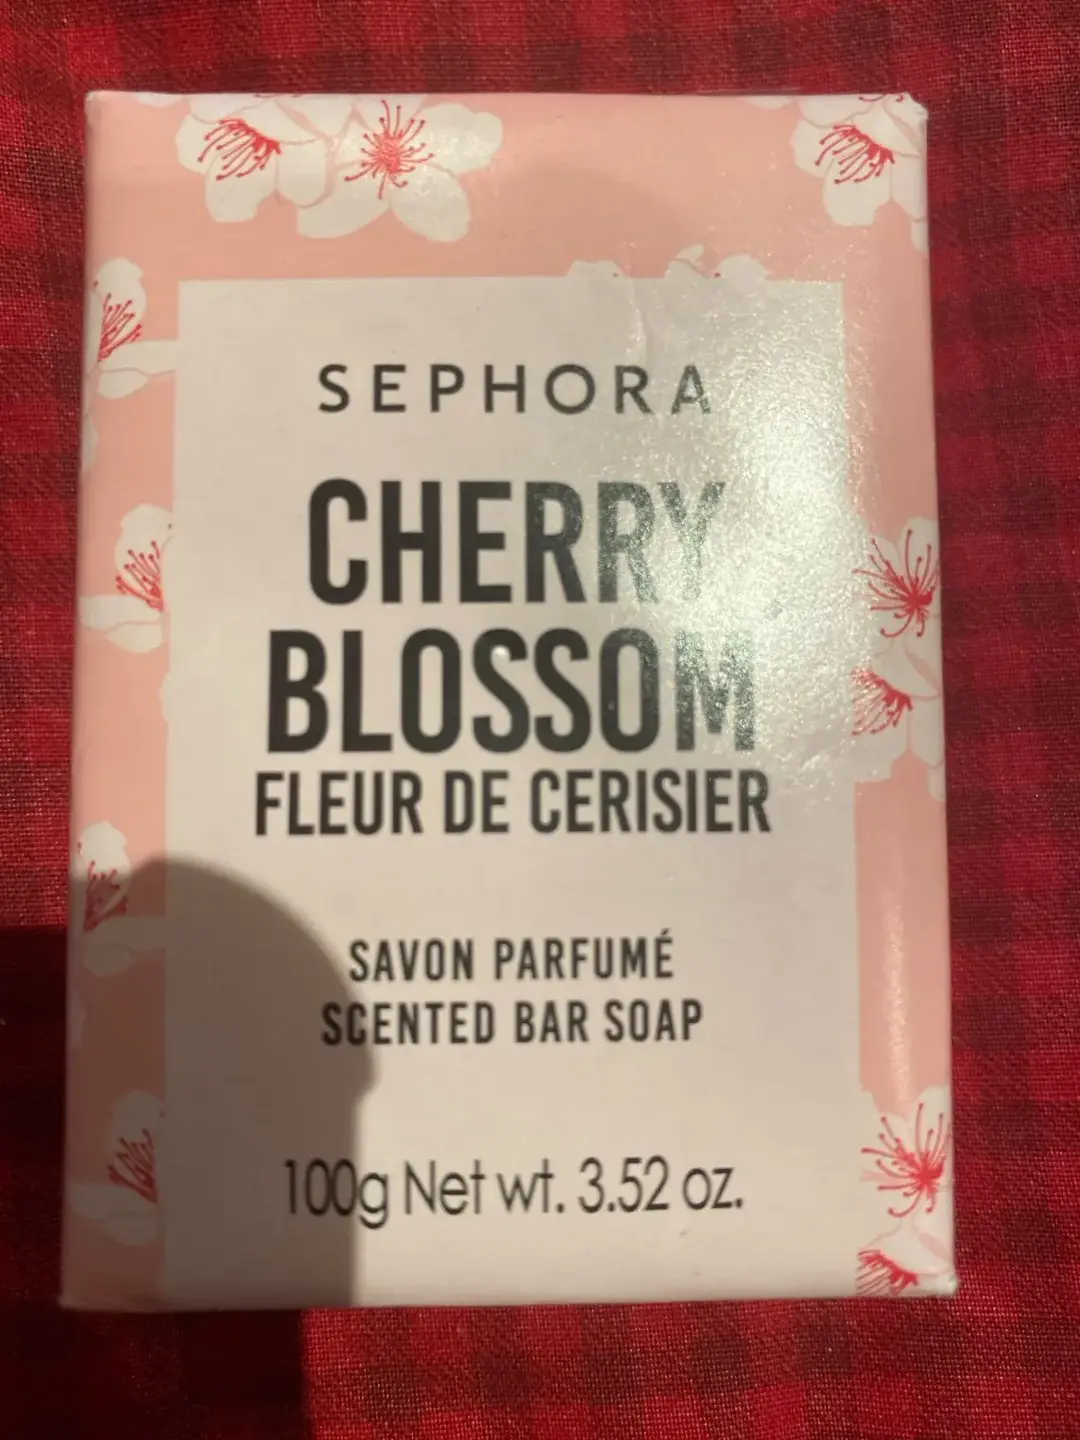 SEPHORA
CHERRY
BLOSSOM
FLEUR DE CERISIER
SAVON PARFUMÉ
SCENTED BAR SOAP
100g Net wt. 3.52 oz.